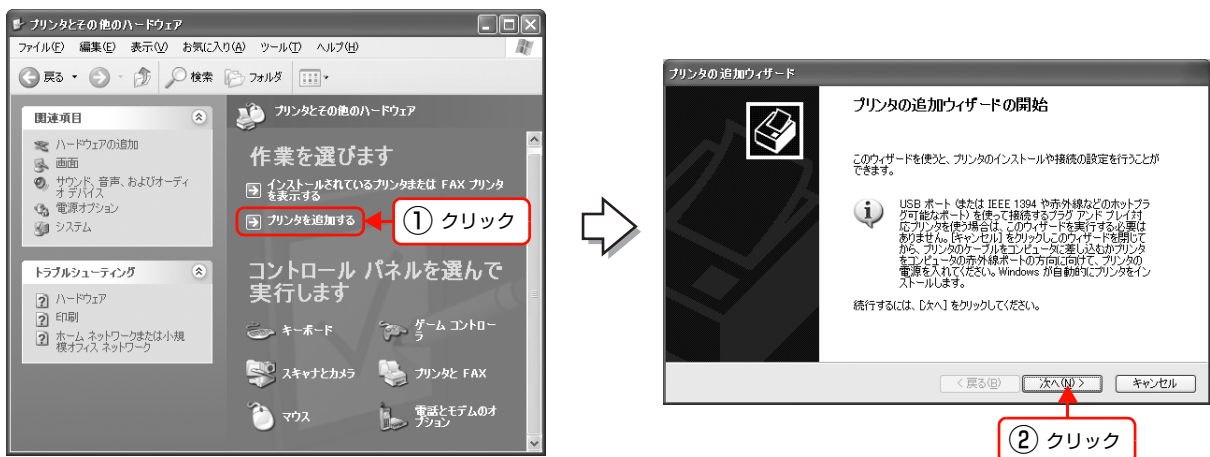 プリンタとその他のハードウェア
ファイル(F) 編集(E) 表示(V) お気に入り(A) ツール(T) ヘルプ(H)
戻る 検索 フォルダ
関連項目
ハードウェアの追加
画面
サウンド、音声、およびオーディ
オ デバイス
電源オプション
システム
トラブルシューティング
ハードウェア
印刷
ホーム ネットワークまたは小規
模オフィス ネットワーク
プリンタとその他のハードウェア
作業を選びます
インストールされているプリンタまたは FAX プリンタ
を表示する
プリンタを追加する
① クリック
コントロール パネルを選んで
実行します
キーボード
ゲーム コントロー
ラ
スキャナとカメラ
プリンタと FAX
マウス
電話とモデムのオ
プション
プリンタの追加ウィザード
プリンタの追加ウィザードの開始
このウィザードを使うと、プリンタのインストールや接続の設定を行うことが
できます。
USB ポート (または IEEE 1394 や赤外線などのホットプラ
グ可能なポート) を使って接続するプラグ アンド プレイ対
応プリンタを使う場合は、このウィザードを実行する必要は
ありません。[キャンセル] をクリックしこのウィザードを閉じて
から、プリンタのケーブルをコンピュータに差し込むかプリンタ
をコンピュータの赤外線ポートの方向に向けて、プリンタの
電源を入れてください。Windows が自動的にプリンタをイン
ストールします。
続行するには、[次へ] をクリックしてください。
< 戻る(B) 次へ(N) > キャンセル
② クリック